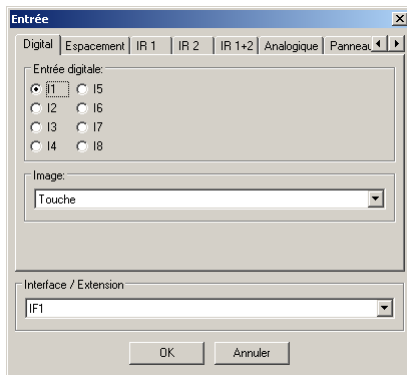 Entrée
Digital Espacement IR 1 IR 2 IR 1+2 Analogique Panneau
Entrée digitale:
I1 I5
I2 I6
I3 I7
I4 I8
Image:
Touche
Interface / Extension
IF1
OK Annuler